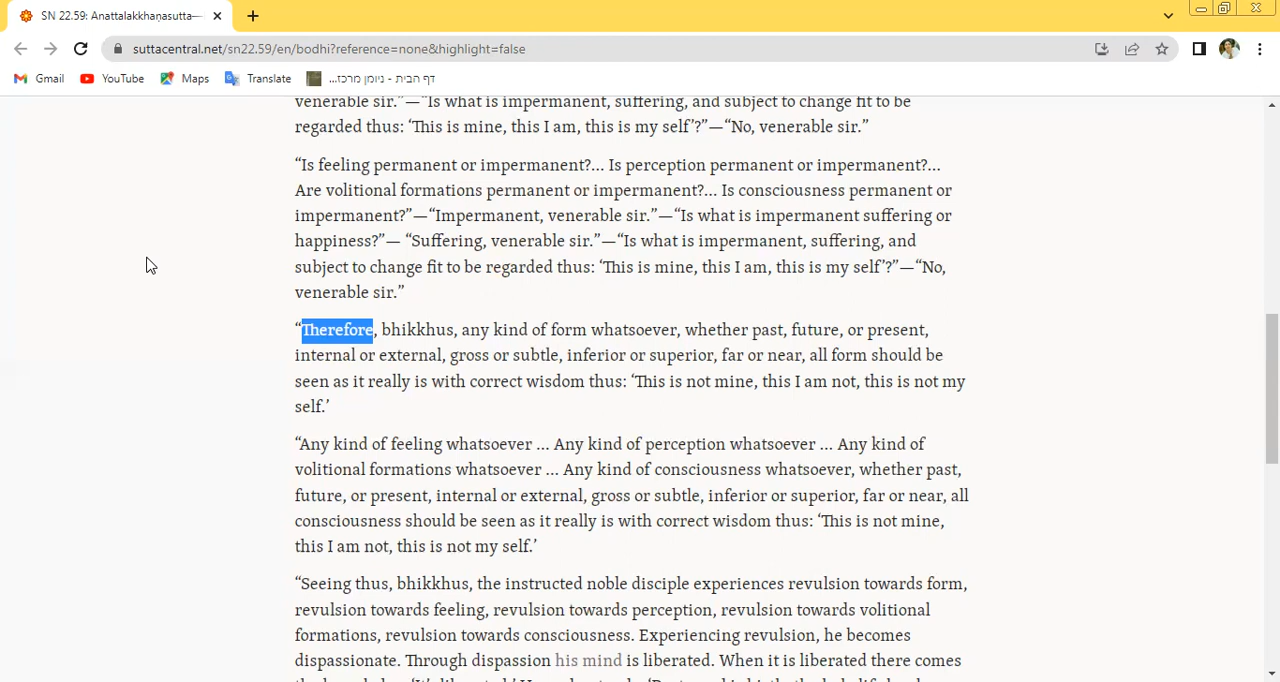 SN 22.59: Anattalakkhaṇasutta—
suttacentral.net/sn22.59/en/bodhi?reference=none&highlight=false
Gmail YouTube Maps Translate דף הבית - ניומן מרכז...
venerable sir.”—“Is what is impermanent, suffering, and subject to change fit to be
regarded thus: ‘This is mine, this I am, this is my self’?”—“No, venerable sir.”
“Is feeling permanent or impermanent?… Is perception permanent or impermanent?…
Are volitional formations permanent or impermanent?… Is consciousness permanent or
impermanent?”—“Impermanent, venerable sir.”—“Is what is impermanent suffering or
happiness?”— “Suffering, venerable sir.”—“Is what is impermanent, suffering, and
subject to change fit to be regarded thus: ‘This is mine, this I am, this is my self’?”—“No,
venerable sir.”
“Therefore, bhikkhus, any kind of form whatsoever, whether past, future, or present,
internal or external, gross or subtle, inferior or superior, far or near, all form should be
seen as it really is with correct wisdom thus: ‘This is not mine, this I am not, this is not my
self.’
“Any kind of feeling whatsoever … Any kind of perception whatsoever … Any kind of
volitional formations whatsoever … Any kind of consciousness whatsoever, whether past,
future, or present, internal or external, gross or subtle, inferior or superior, far or near, all
consciousness should be seen as it really is with correct wisdom thus: ‘This is not mine,
this I am not, this is not my self.’
“Seeing thus, bhikkhus, the instructed noble disciple experiences revulsion towards form,
revulsion towards feeling, revulsion towards perception, revulsion towards volitional
formations, revulsion towards consciousness. Experiencing revulsion, he becomes
dispassionate. Through dispassion his mind is liberated. When it is liberated there comes